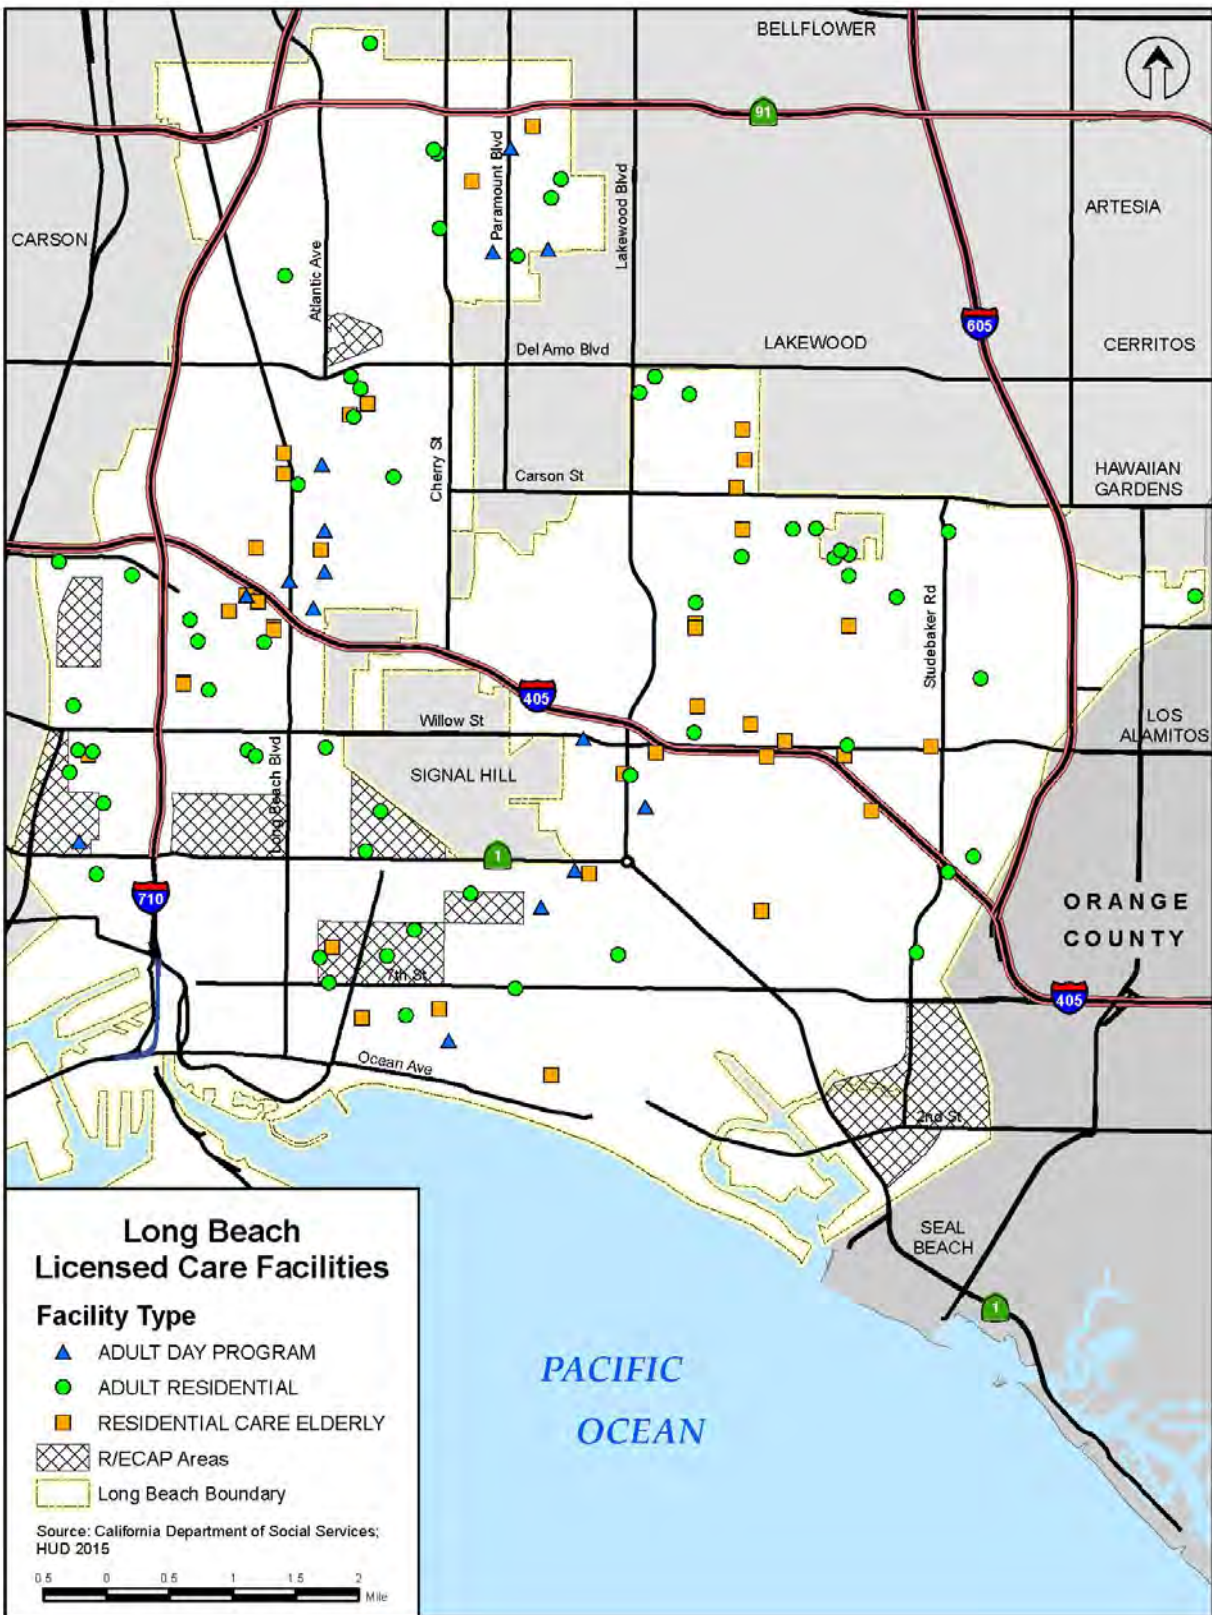 BELLFLOWER
91
Paramount Blvd
Lakewood Blvd
ARTESIA
CARSON
Atlantic Ave
605
Del Amo Blvd
LAKEWOOD
CERRITOS
Cherry St
Carson St
HAWAIIAN
GARDENS
Studebaker Rd
405
Willow St
LOS
ALAMITOS
SIGNAL HILL
Long Beach Blvd
1
710
ORANGE
COUNTY
7th St
405
Ocean Ave
2nd St
SEAL
BEACH
1
PACIFIC
OCEAN
Long Beach
Licensed Care Facilities
Facility Type
ADULT DAY PROGRAM
ADULT RESIDENTIAL
RESIDENTIAL CARE ELDERLY
R/ECAP Areas
Long Beach Boundary
Source: California Department of Social Services;
HUD 2015
0.5 0 0.5 1 1.5 2
Mile